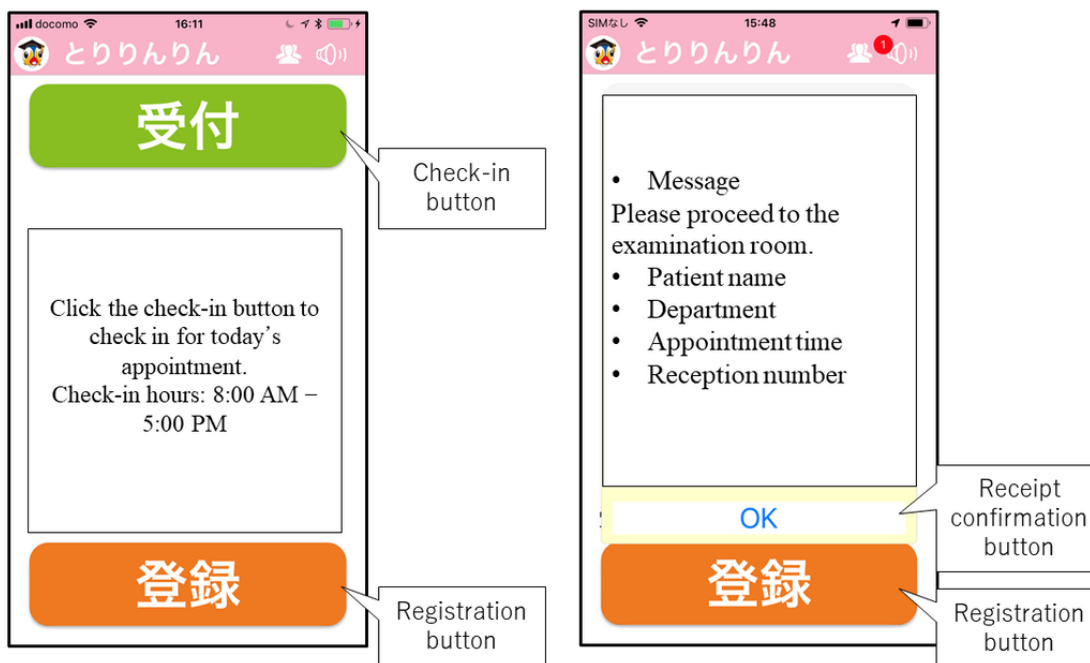 docomo 16:11
とりりんりん
受付
Check-in
button
Click the check-in button to
check in for today’s
appointment.
Check-in hours: 8:00 AM –
5:00 PM
登録
Registration
button
SIMなし 15:48
とりりんりん
1
• Message
Please proceed to the
examination room.
• Patient name
• Department
• Appointment time
• Reception number
OK
Receipt
confirmation
button
登録
Registration
button